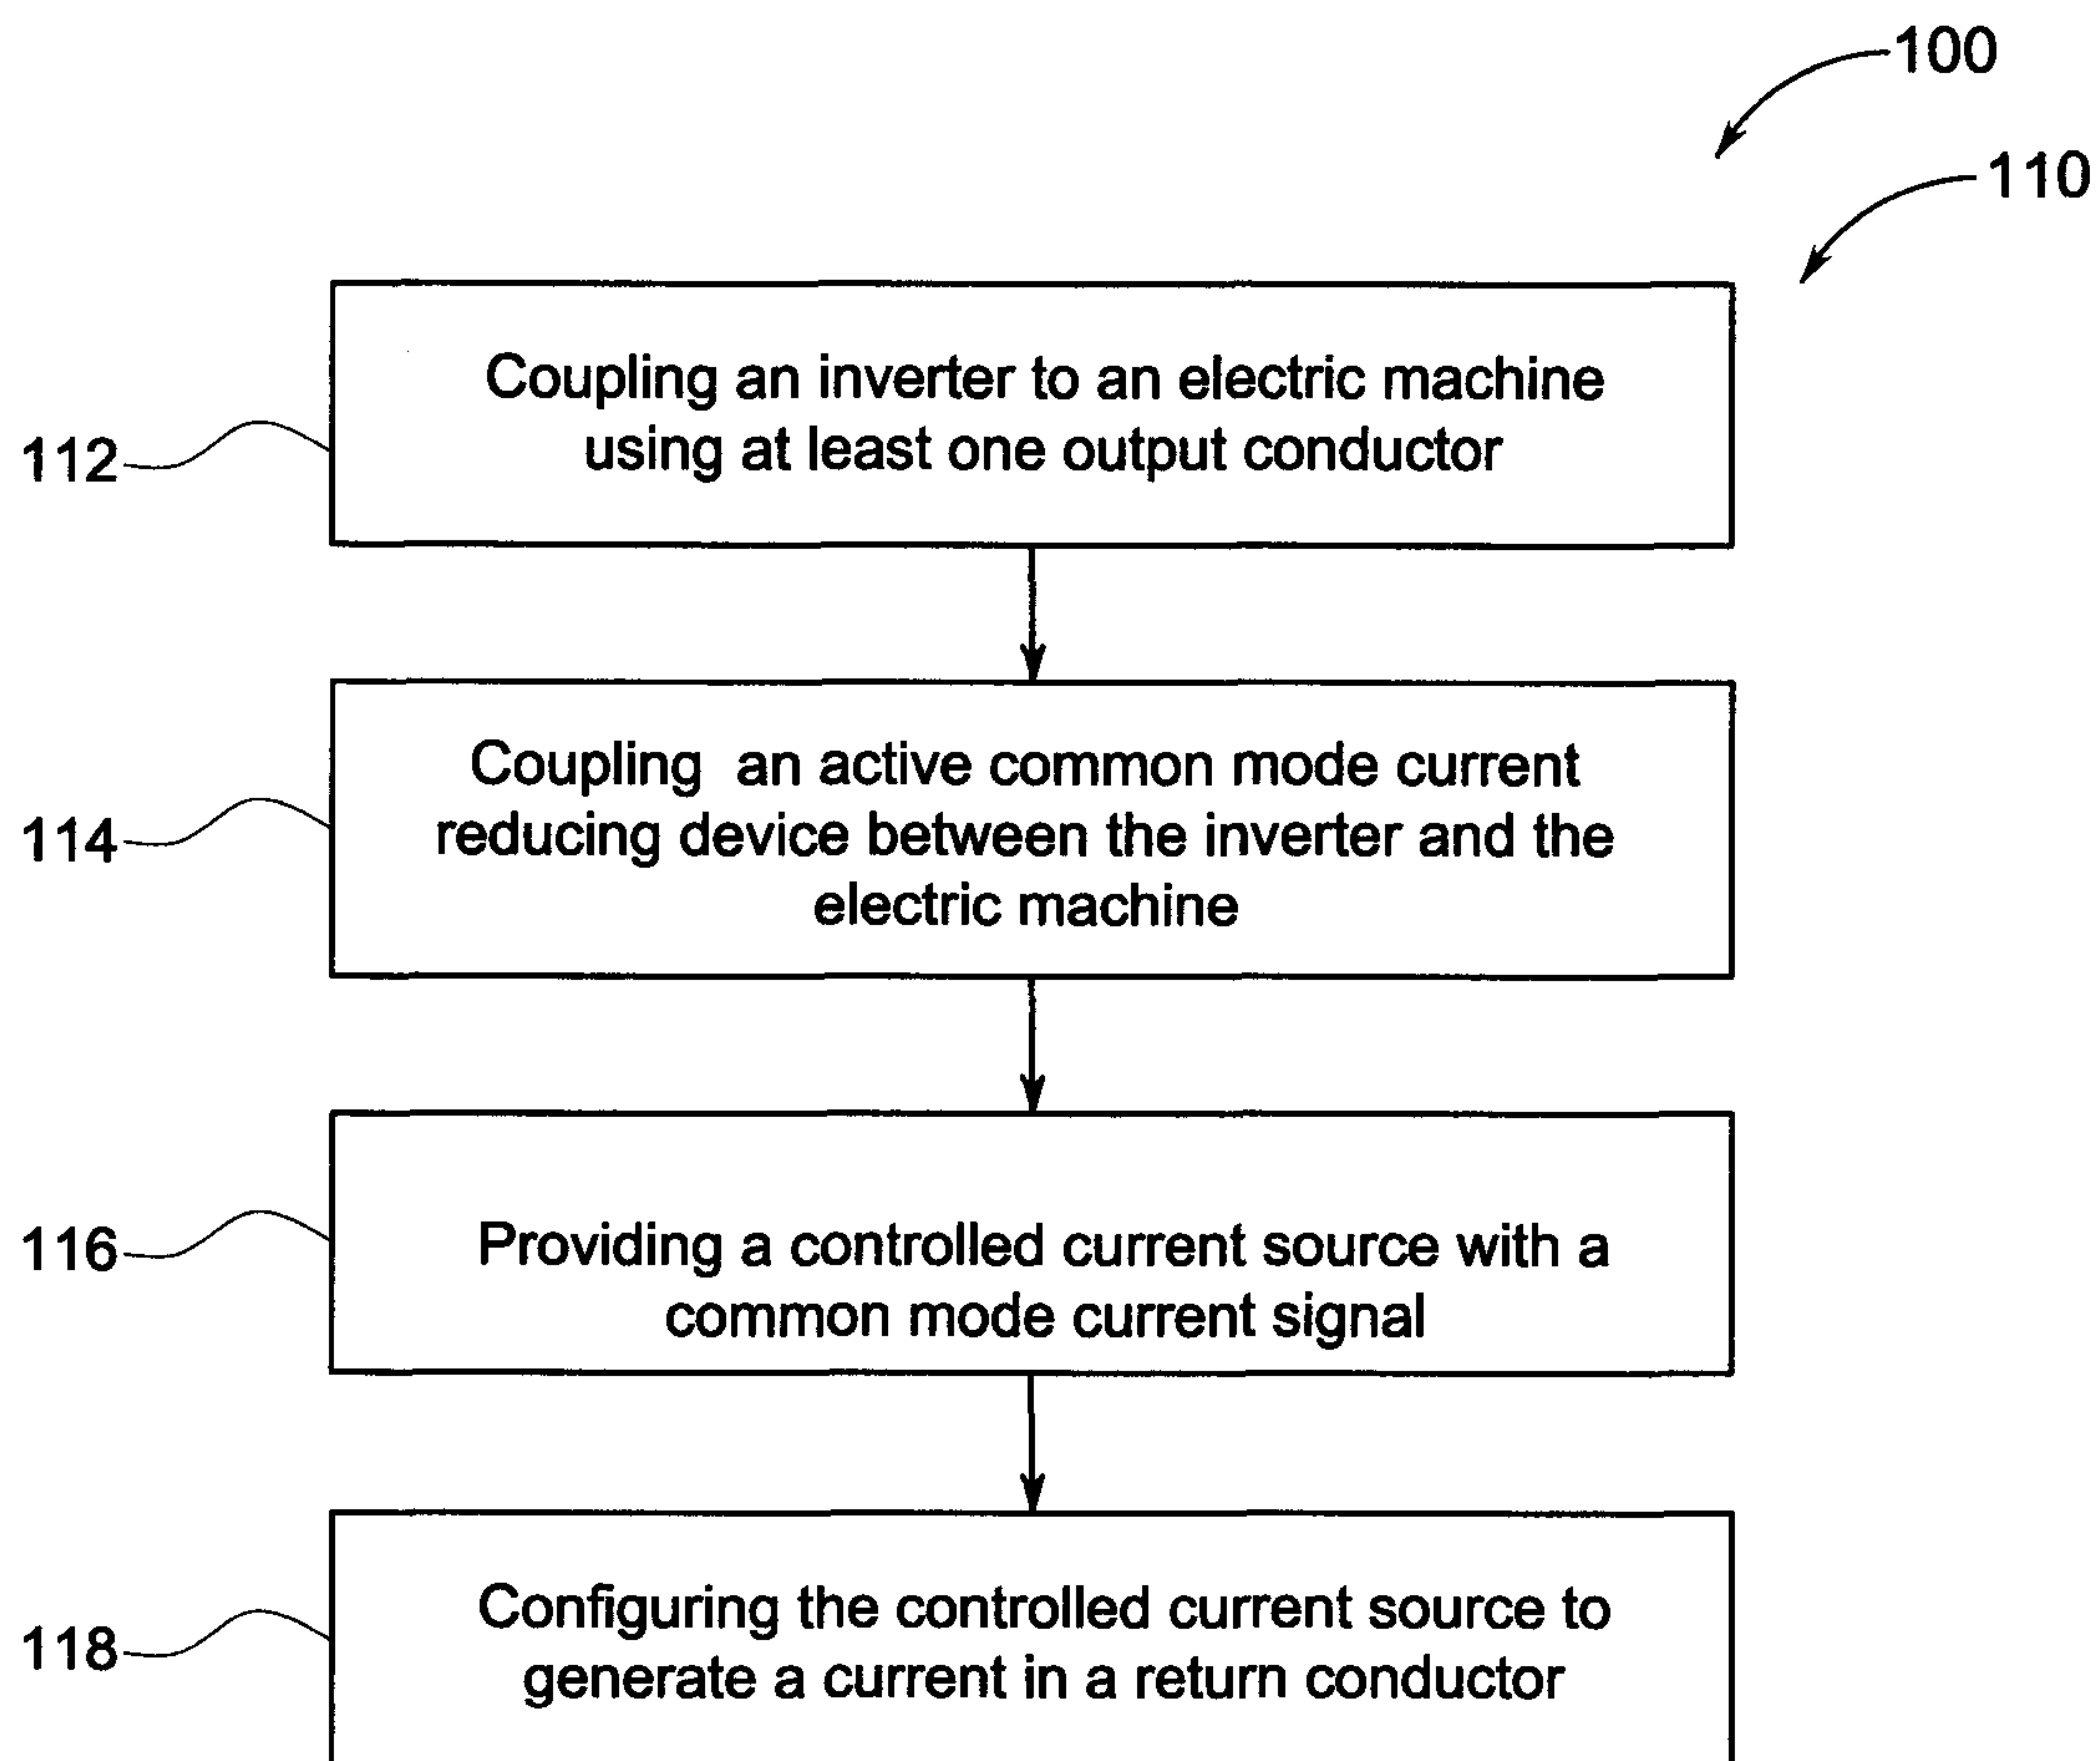 100
110
112
Coupling an inverter to an electric machine
using at least one output conductor
114
Coupling an active common mode current
reducing device between the inverter and the
electric machine
116
Providing a controlled current source with a
common mode current signal
118
Configuring the controlled current source to
generate a current in a return conductor